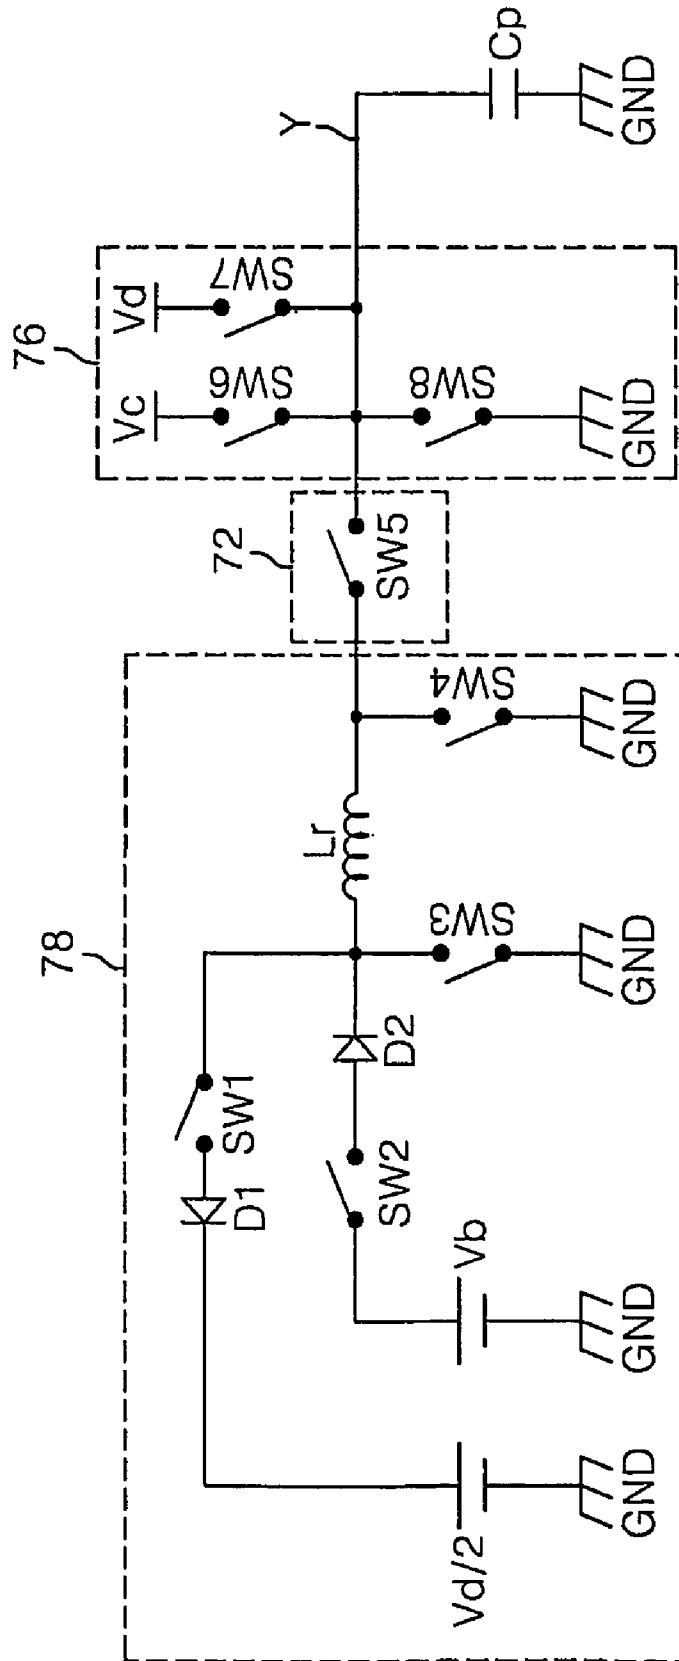 78
72
76
Vd/2
GND
Vb
GND
D1
SW1
SW2
D2
SW3
GND
Lr
SW4
GND
SW5
Vc
SW6
Vd
SW7
SW8
GND
Y
Cp
GND